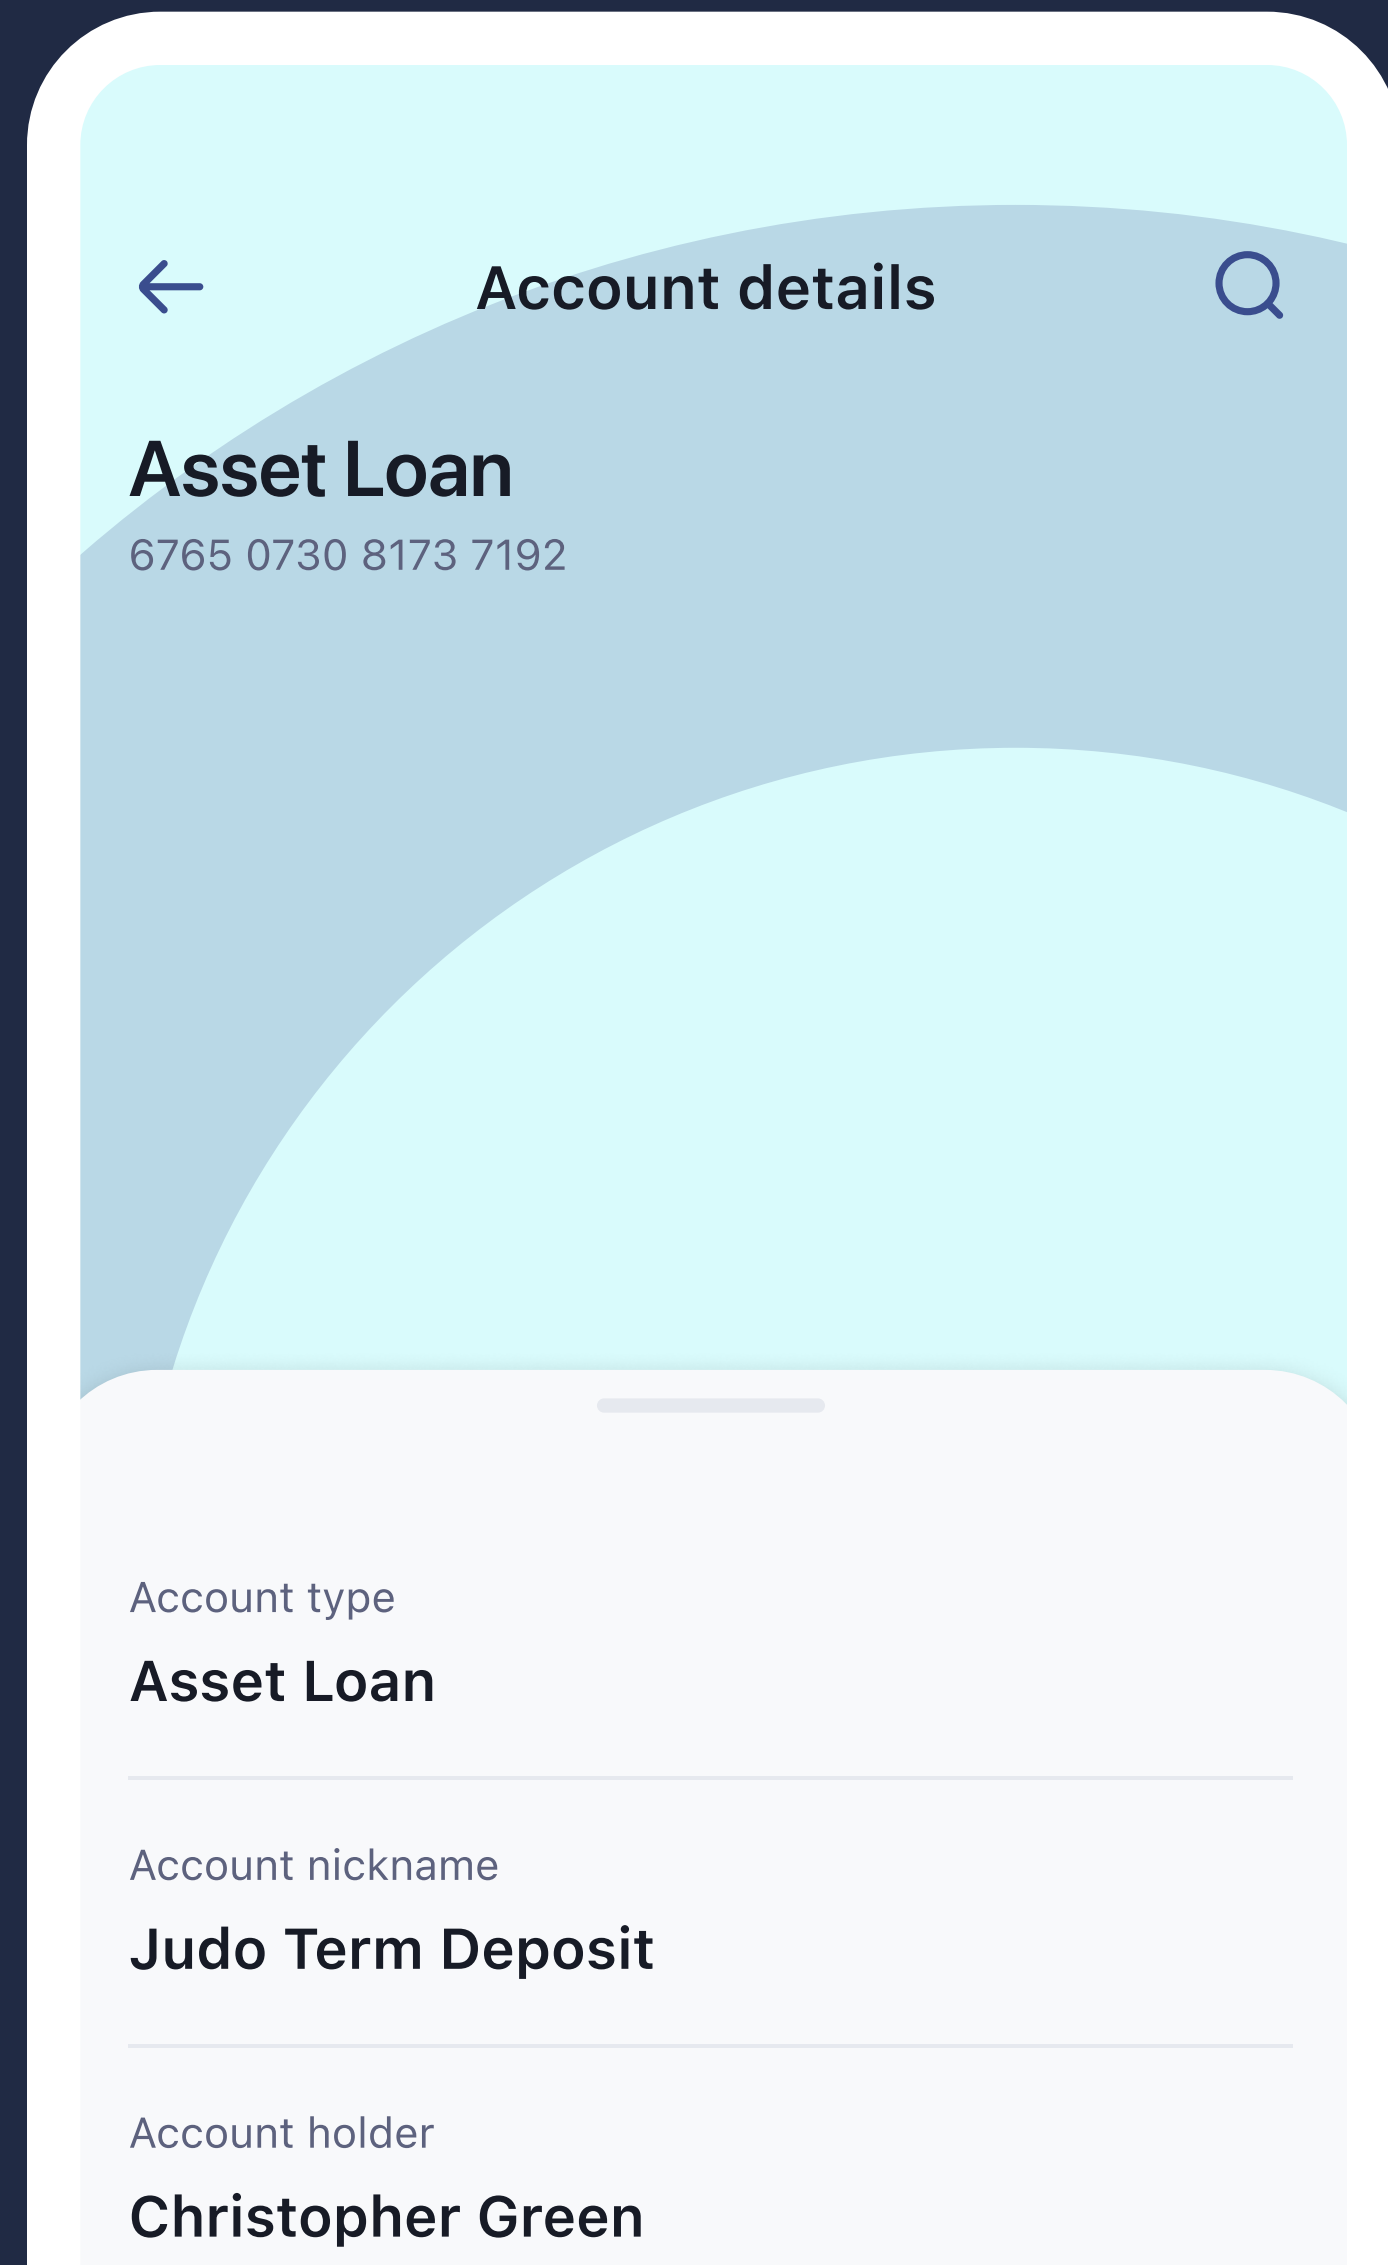 Account details
Asset Loan
6765 0730 8173 7192
Account type
Asset Loan
Account nickname
Judo Term Deposit
Account holder
Christopher Green